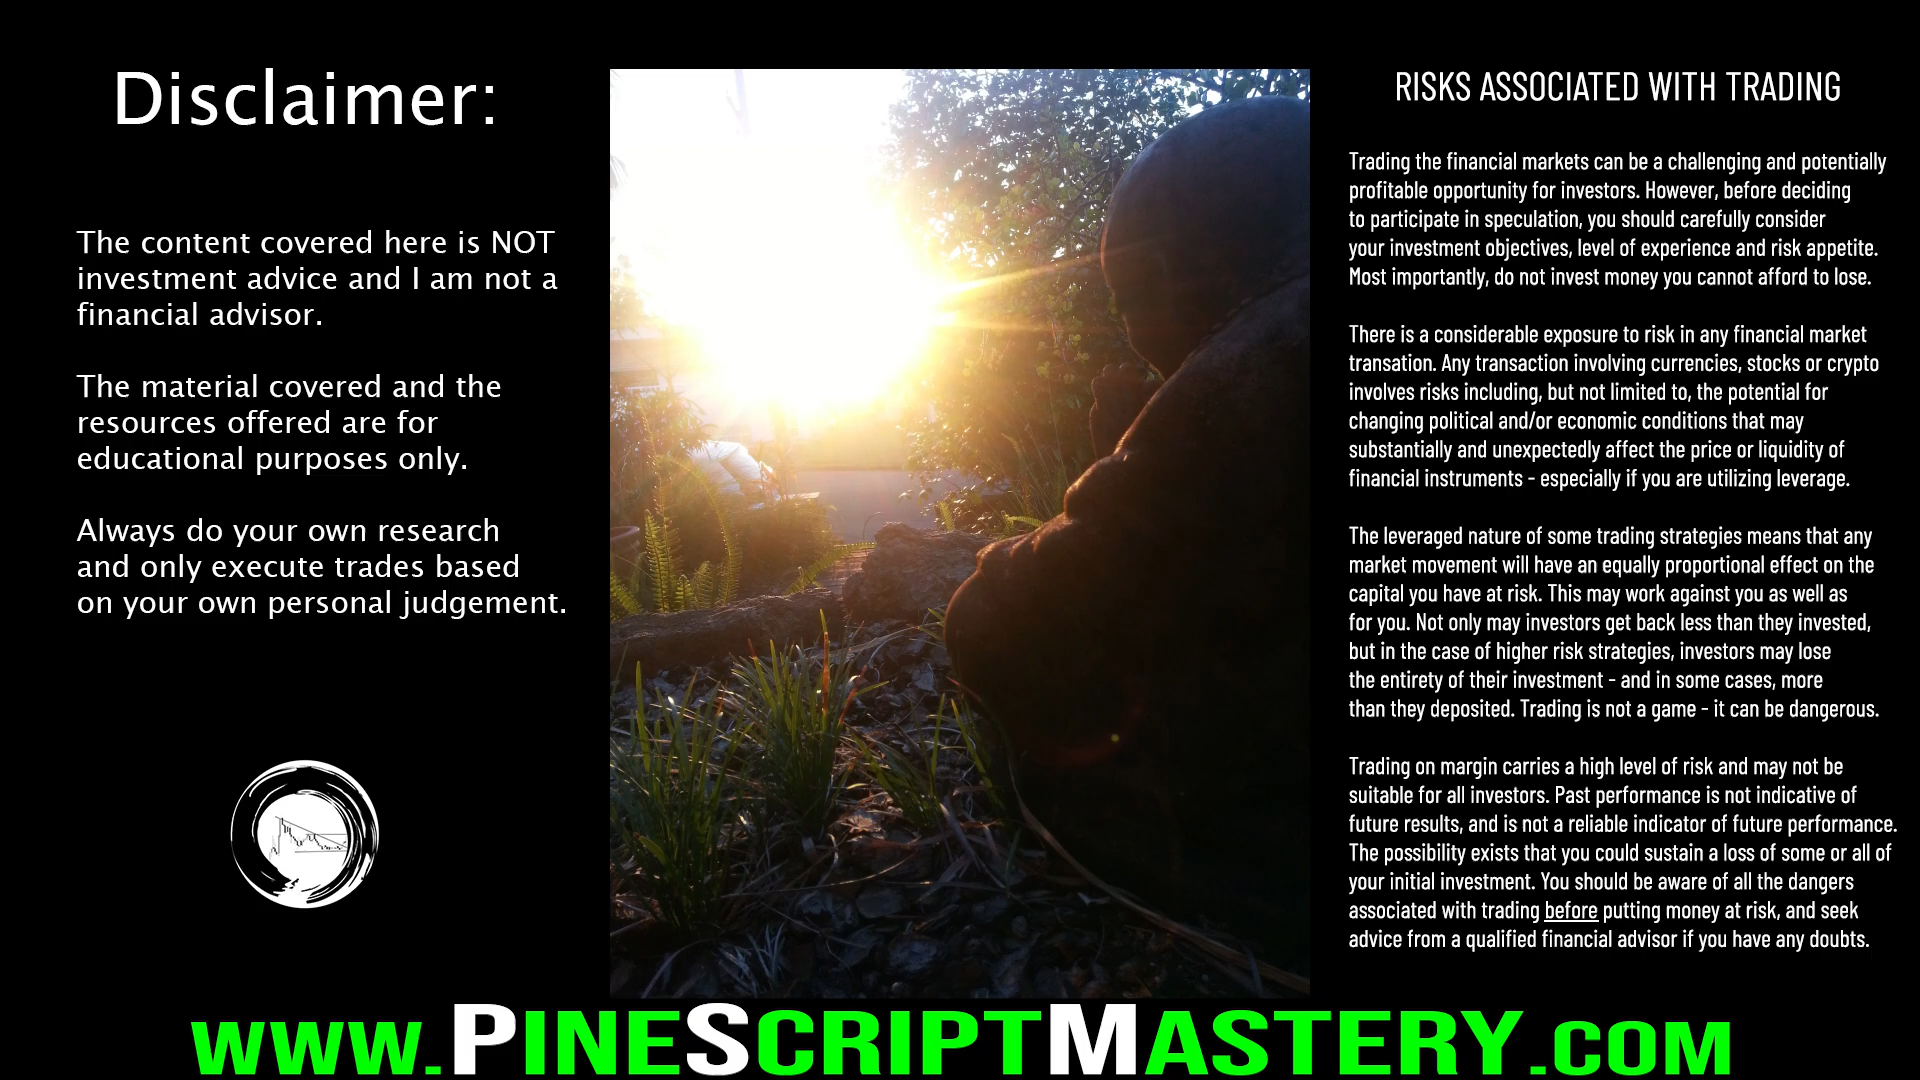 Disclaimer:
The content covered here is NOT
investment advice and I am not a
financial advisor.
The material covered and the
resources offered are for
educational purposes only.
Always do your own research
and only execute trades based
on your own personal judgement.
RISKS ASSOCIATED WITH TRADING
Trading the financial markets can be a challenging and potentially
profitable opportunity for investors. However, before deciding
to participate in speculation, you should carefully consider
your investment objectives, level of experience and risk appetite.
Most importantly, do not invest money you cannot afford to lose.
There is a considerable exposure to risk in any financial market
transation. Any transaction involving currencies, stocks or crypto
involves risks including, but not limited to, the potential for
changing political and/or economic conditions that may
substantially and unexpectedly affect the price or liquidity of
financial instruments - especially if you are utilizing leverage.
The leveraged nature of some trading strategies means that any
market movement will have an equally proportional effect on the
capital you have at risk. This may work against you as well as
for you. Not only may investors get back less than they invested,
but in the case of higher risk strategies, investors may lose
the entirety of their investment - and in some cases, more
than they deposited. Trading is not a game - it can be dangerous.
Trading on margin carries a high level of risk and may not be
suitable for all investors. Past performance is not indicative of
future results, and is not a reliable indicator of future performance.
The possibility exists that you could sustain a loss of some or all of
your initial investment. You should be aware of all the dangers
associated with trading before putting money at risk, and seek
advice from a qualified financial advisor if you have any doubts.
www.PineScriptMastery.com